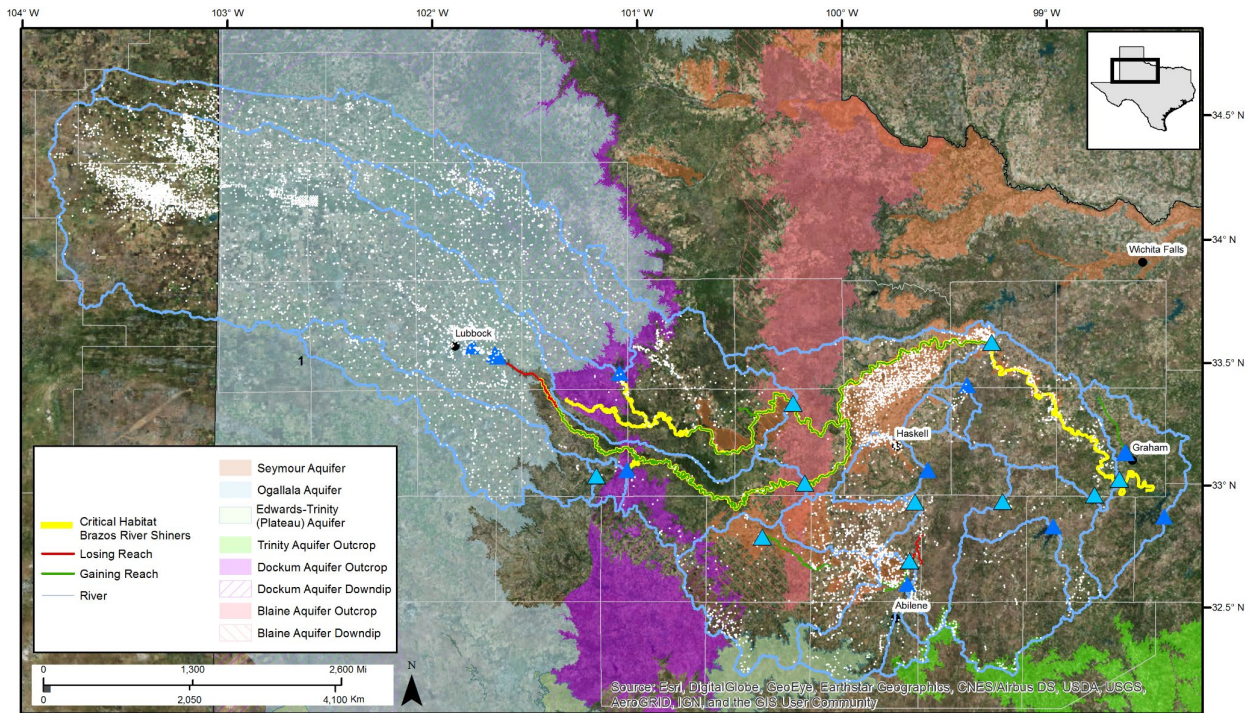 104° W
103° W
102° W
101° W
100° W
99° W
34.5° N
34° N
33.5° N
33° N
32.5° N
Wichita Falls
Lubbock
1
Haskell
Graham
Abilene
Critical Habitat
Brazos River Shiners
Losing Reach
Gaining Reach
River
Seymour Aquifer
Ogallala Aquifer
Edwards-Trinity
(Plateau) Aquifer
Trinity Aquifer Outcrop
Dockum Aquifer Outcrop
Dockum Aquifer Downdip
Blaine Aquifer Outcrop
Blaine Aquifer Downdip
0 1,300 2,600 Mi
0 2,050 4,100 Km
N
Source: Esri, DigitalGlobe, GeoEye, Earthstar Geographics, CNES/Airbus DS, USDA, USGS,
AeroGRID, IGN, and the GIS User Community